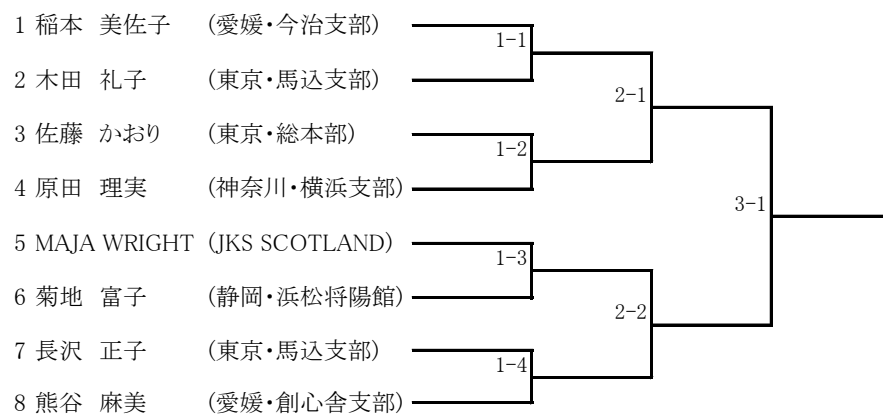 1 稲本 美佐子 (愛媛・今治支部)
1-1
2 木田 礼子 (東京・馬込支部)
2-1
3 佐藤 かおり (東京・総本部)
1-2
4 原田 理実 (神奈川・横浜支部)
3-1
5 MAJA WRIGHT (JKS SCOTLAND)
1-3
6 菊地 富子 (静岡・浜松将陽館)
2-2
7 長沢 正子 (東京・馬込支部)
1-4
8 熊谷 麻美 (愛媛・創心舎支部)